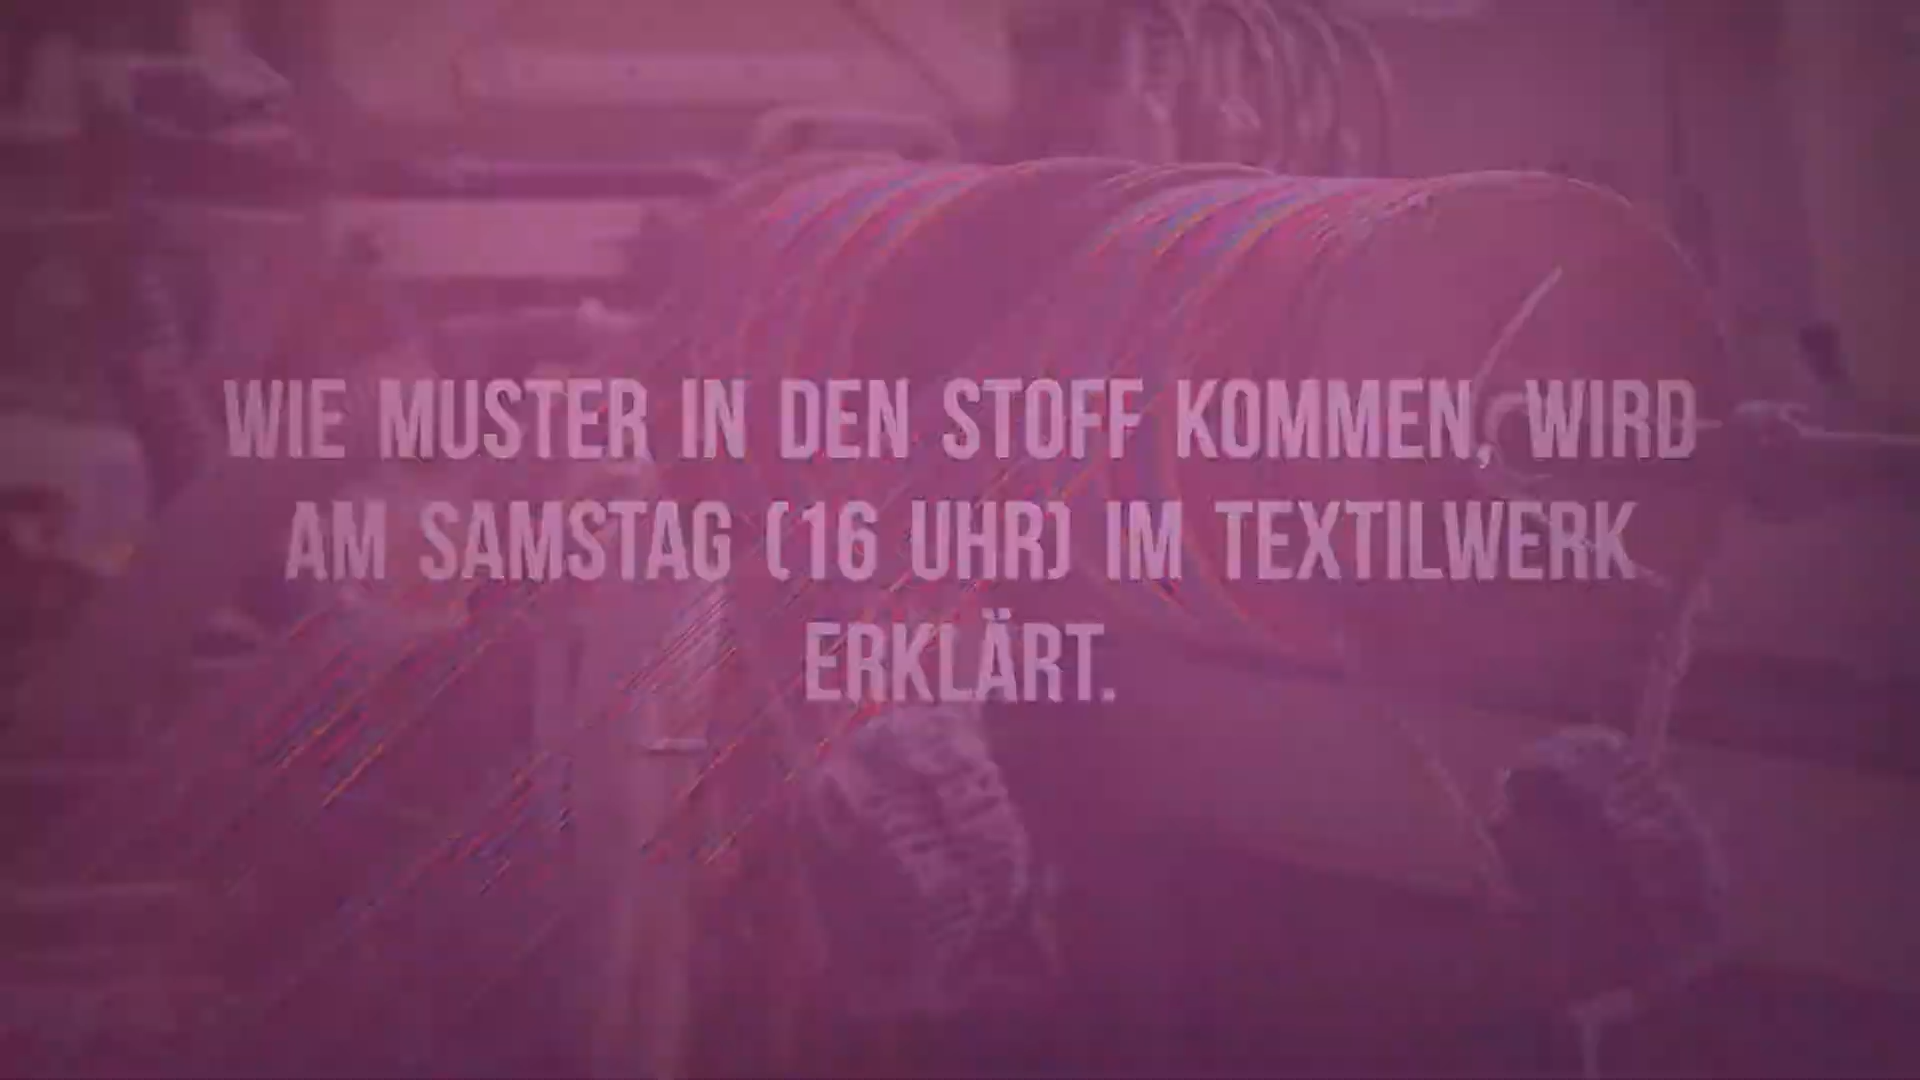 WIE MUSTER IN DEN STOFF KOMMEN, WIRD
AM SAMSTAG (16 UHR) IM TEXTILWERK
ERKLÄRT.